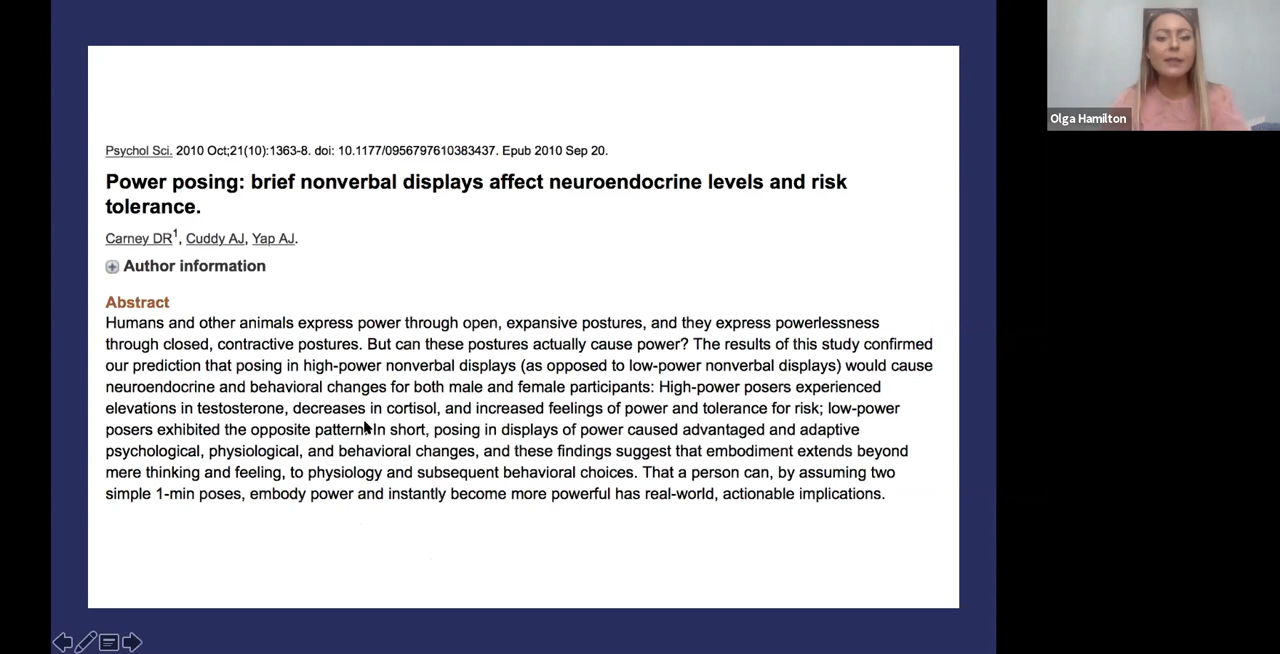 Psychol Sci. 2010 Oct;21(10):1363-8. doi: 10.1177/0956797610383437. Epub 2010 Sep 20.
Power posing: brief nonverbal displays affect neuroendocrine levels and risk
tolerance.
Carney DR1, Cuddy AJ, Yap AJ.
Author information
Abstract
Humans and other animals express power through open, expansive postures, and they express powerlessness
through closed, contractive postures. But can these postures actually cause power? The results of this study confirmed
our prediction that posing in high-power nonverbal displays (as opposed to low-power nonverbal displays) would cause
neuroendocrine and behavioral changes for both male and female participants: High-power posers experienced
elevations in testosterone, decreases in cortisol, and increased feelings of power and tolerance for risk; low-power
posers exhibited the opposite pattern. In short, posing in displays of power caused advantaged and adaptive
psychological, physiological, and behavioral changes, and these findings suggest that embodiment extends beyond
mere thinking and feeling, to physiology and subsequent behavioral choices. That a person can, by assuming two
simple 1-min poses, embody power and instantly become more powerful has real-world, actionable implications.
Olga Hamilton